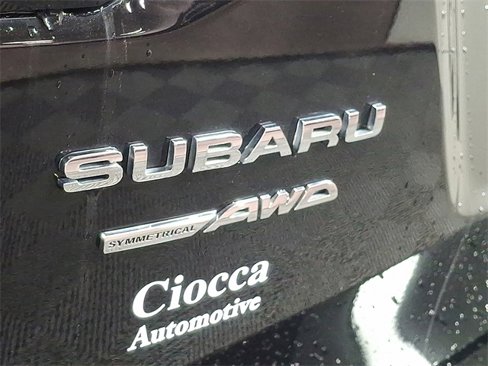 SUBARU
SYMMETRICAL AWD
Ciocca
Automotive